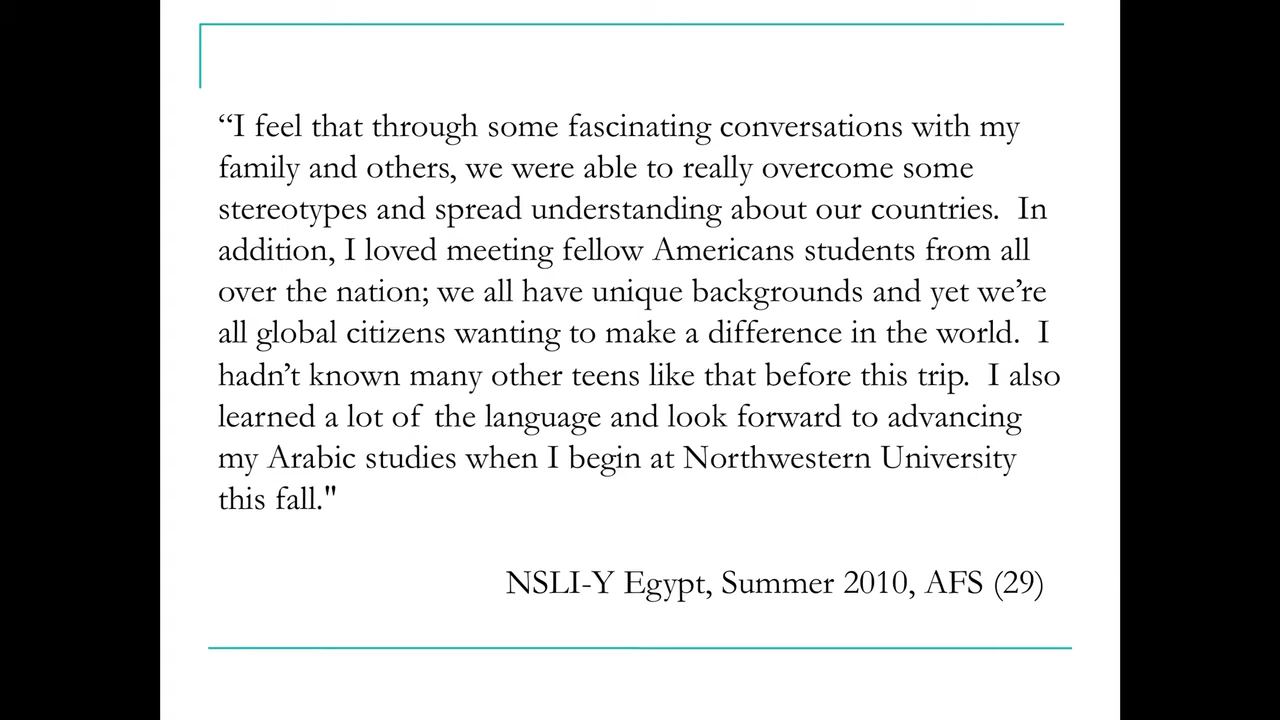 “I feel that through some fascinating conversations with my
family and others, we were able to really overcome some
stereotypes and spread understanding about our countries.  In
addition, I loved meeting fellow Americans students from all
over the nation; we all have unique backgrounds and yet we’re
all global citizens wanting to make a difference in the world.  I
hadn’t known many other teens like that before this trip.  I also
learned a lot of the language and look forward to advancing
my Arabic studies when I begin at Northwestern University
this fall."
NSLI-Y Egypt, Summer 2010, AFS (29)